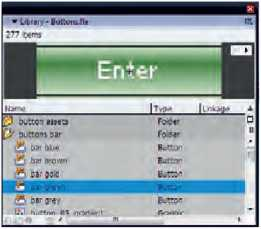 Library - Buttons.fla
277 items
Enter
Name Type Linkage
button assets Folder
buttons bar Folder
bar blue Button
bar brown Button
bar gold Button
bar green Button
bar grey Button
Graphic